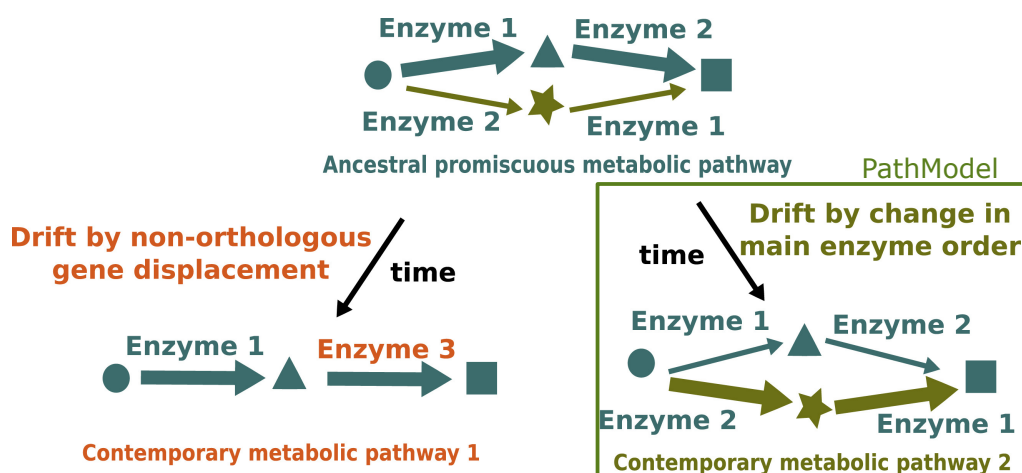 Enzyme 1
Enzyme 2
Enzyme 2
Enzyme 1
Ancestral promiscuous metabolic pathway
PathModel
Drift by non-orthologous
gene displacement
time
Drift by change in
main enzyme order
time
Enzyme 1
Enzyme 3
Contemporary metabolic pathway 1
Enzyme 1
Enzyme 2
Enzyme 2
Enzyme 1
Contemporary metabolic pathway 2